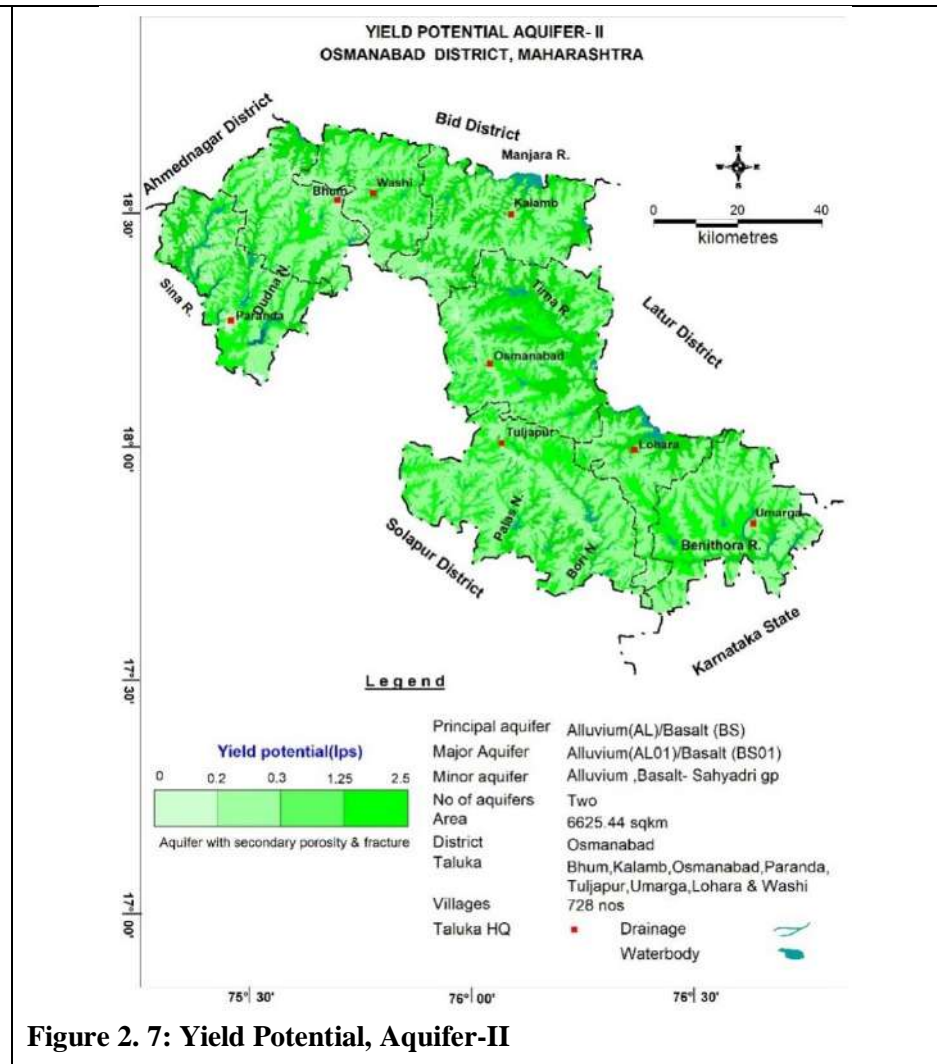 YIELD POTENTIAL AQUIFER- II
OSMANABAD DISTRICT, MAHARASHTRA
Ahmednagar District
Bid District
Manjara R.
Bhum
Washi
Kalamb
N
W E
S
0 20 40
kilometres
18° 30'
Sina R.
Dudna N.
Paranda
Tirna R.
Latur District
Osmanabad
18° 00'
Tuljapur
Lohara
Umarga
Palas N.
Bori N.
Benithora R.
Solapur District
Karnataka State
17° 30'
Legend
Yield potential(lps)
0 0.2 0.3 1.25 2.5
Aquifer with secondary porosity & fracture
Principal aquifer Alluvium(AL)/Basalt (BS)
Major Aquifer Alluvium(AL01)/Basalt (BS01)
Minor aquifer Alluvium ,Basalt- Sahyadri gp
No of aquifers Two
Area 6625.44 sqkm
District Osmanabad
Taluka Bhum,Kalamb,Osmanabad,Paranda,
Tuljapur,Umarga,Lohara & Washi
Villages 728 nos
Taluka HQ Drainage
Waterbody
17° 00'
75° 30' 76° 00' 76° 30'
Figure 2. 7: Yield Potential, Aquifer-II